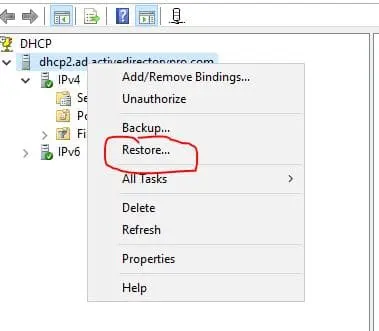 DHCP
dhcp2.ad.activedirectorypro.com
IPv4
Se
Po
Fi
IPv6
Add/Remove Bindings...
Unauthorize
Backup...
Restore...
All Tasks
Delete
Refresh
Properties
Help